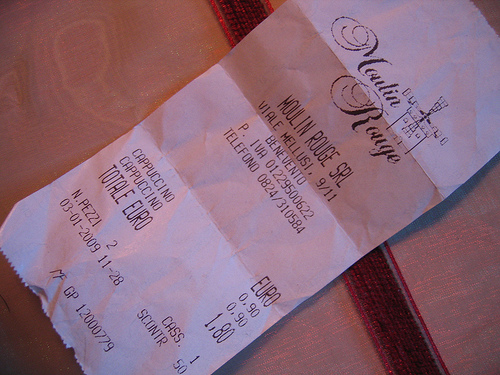 Moulin
Rouge
MOULIN ROUGE SRL
VIALE MELLUSI, 9/11
BENEVENTO
P. IVA 01229500622
TELEFONO 0824/310584
EURO
CAPPUCCINO 0,90
CAPPUCCINO 0,90
TOTALE EURO 1,80
N.PEZZI 2
03-01-2009 11-28
CASS. 1
SCONTR 50
MF GP 12000779